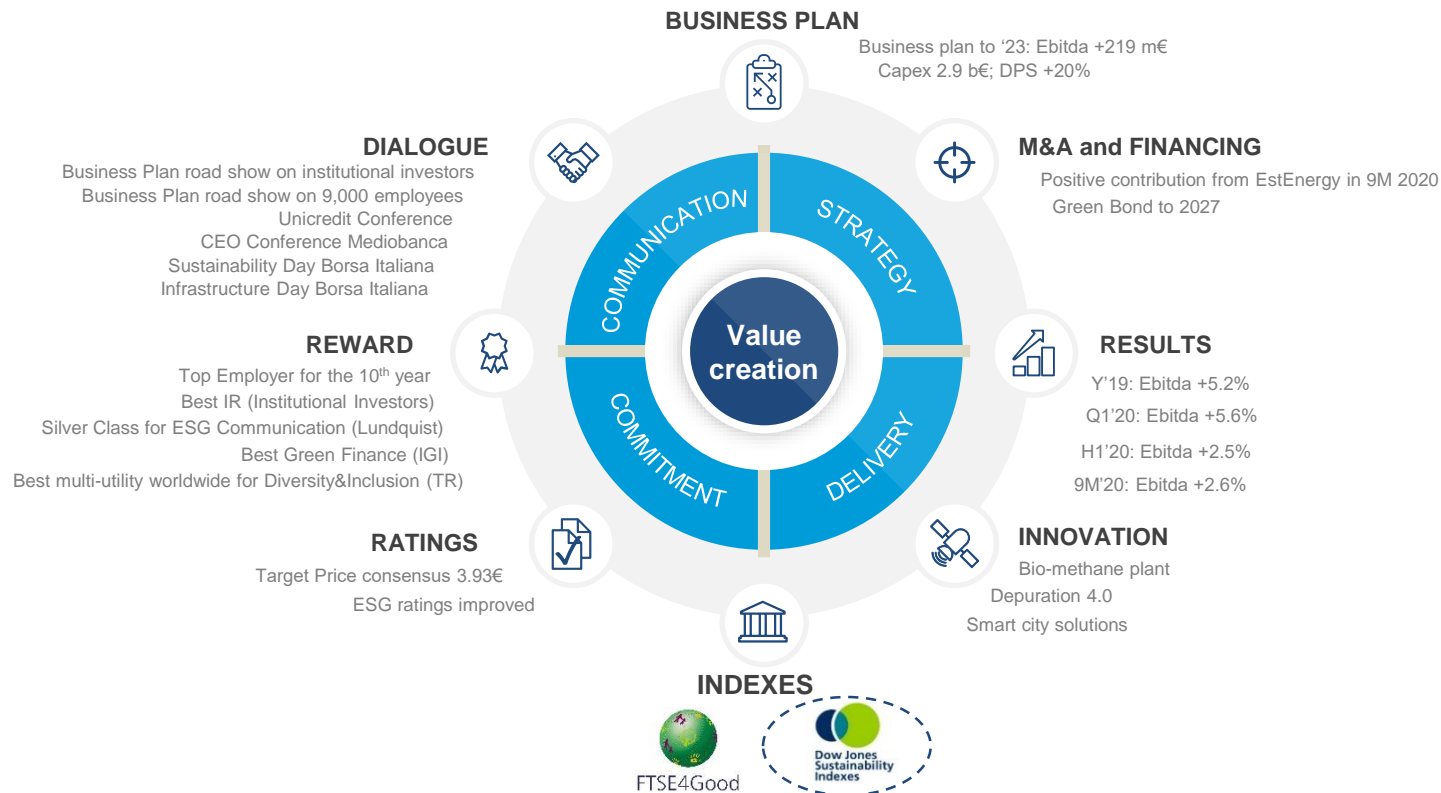 BUSINESS PLAN
Business plan to ‘23: Ebitda +219 m€
Capex 2.9 b€; DPS +20%
DIALOGUE
Business Plan road show on institutional investors
Business Plan road show on 9,000 employees
Unicredit Conference
CEO Conference Mediobanca
Sustainability Day Borsa Italiana
Infrastructure Day Borsa Italiana
M&A and FINANCING
Positive contribution from EstEnergy in 9M 2020
Green Bond to 2027
COMMUNICATION
STRATEGY
Value
creation
COMMITMENT
DELIVERY
REWARD
Top Employer for the 10th year
Best IR (Institutional Investors)
Silver Class for ESG Communication (Lundquist)
Best Green Finance (IGI)
Best multi-utility worldwide for Diversity&Inclusion (TR)
RESULTS
Y’19: Ebitda +5.2%
Q1’20: Ebitda +5.6%
H1’20: Ebitda +2.5%
9M’20: Ebitda +2.6%
RATINGS
Target Price consensus 3.93€
ESG ratings improved
INNOVATION
Bio-methane plant
Depuration 4.0
Smart city solutions
INDEXES
FTSE4Good
Dow Jones
Sustainability
Indexes